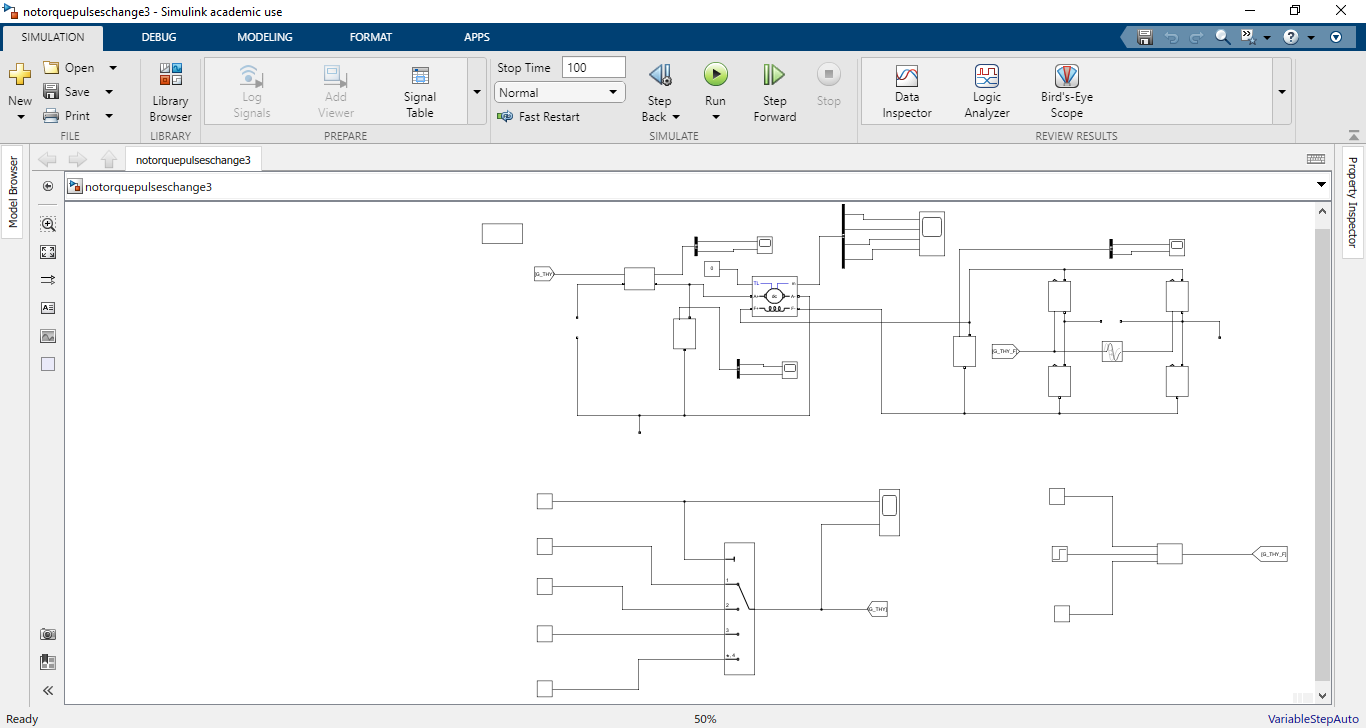 notorquepulseschange3 - Simulink academic use
SIMULATION DEBUG MODELING FORMAT APPS
New
Open
Save
Print
FILE
Library Browser
LIBRARY
Log Signals
Add Viewer
Signal Table
PREPARE
Stop Time 100
Normal
Fast Restart
Step Back
Run
Step Forward
Stop
SIMULATE
Data Inspector
Logic Analyzer
Bird's-Eye Scope
REVIEW RESULTS
notorquepulseschange3
notorquepulseschange3
Model Browser
Property Inspector
[G_THY]
0
TL m
A+ dc A-
F+ F-
[G_THY_F]
1
2
3
*, 4
[G_THY]
[G_THY_F]
Ready 50% VariableStepAuto